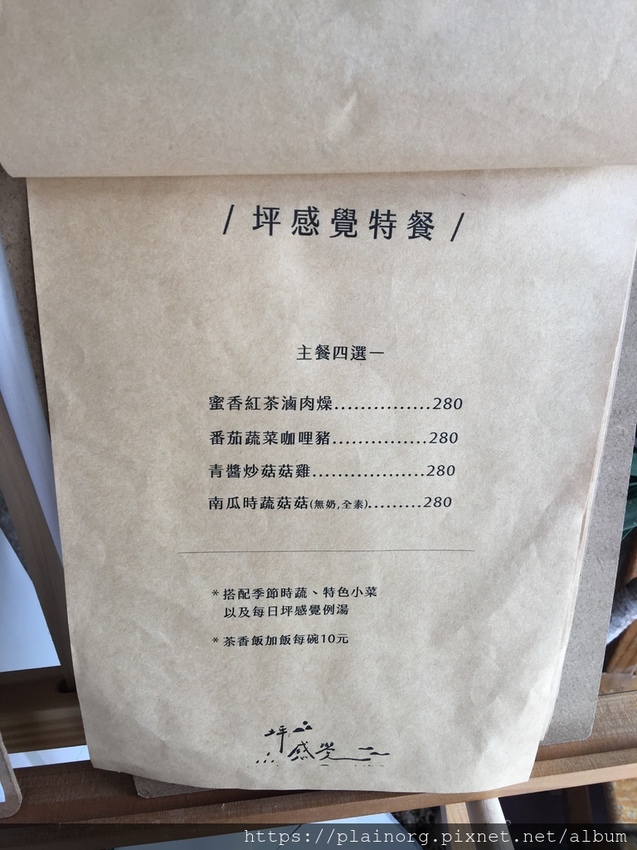 / 坪感覺特餐 /
主餐四選一
蜜香紅茶滷肉燥...............280
番茄蔬菜咖哩豬...............280
青醬炒菇菇雞.................280
南瓜時蔬菇菇(無奶,全素).........280
* 搭配季節時蔬、特色小菜
以及每日坪感覺例湯
* 茶香飯加飯每碗10元
坪感覺
https://plainorg.pixnet.net/album